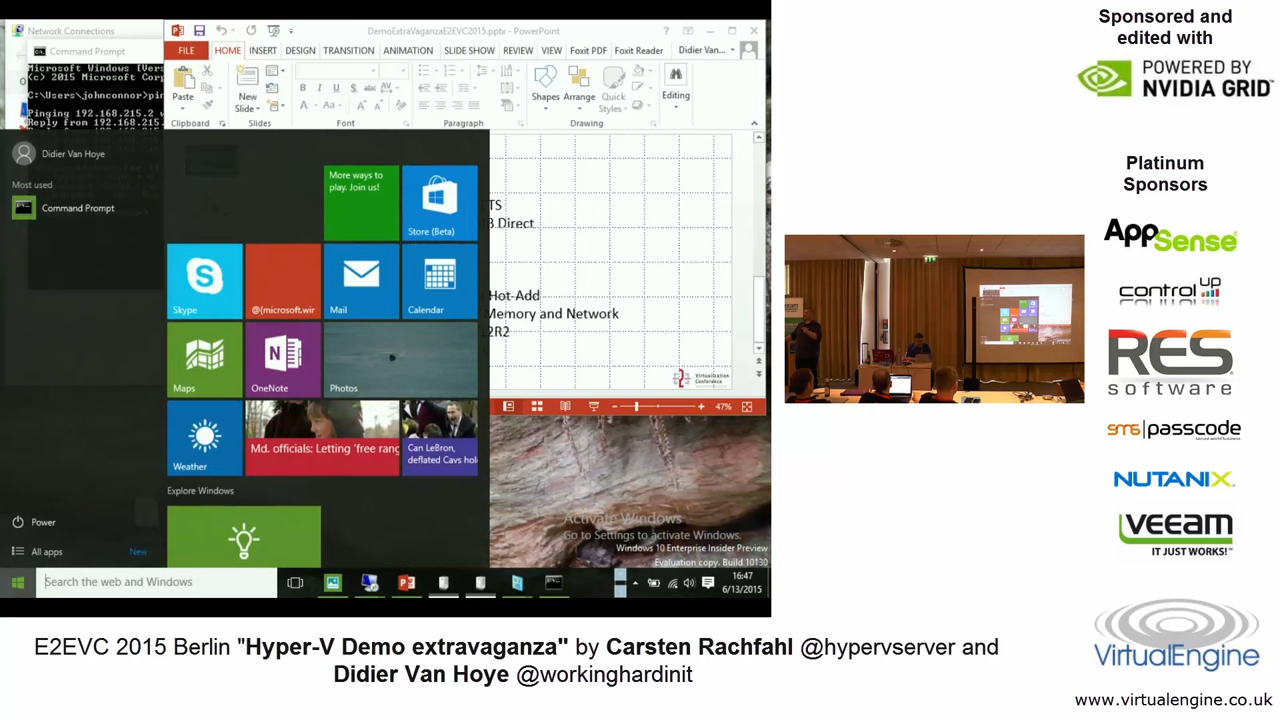 Network Connections
Command Prompt
Microsoft Windows [Vers
(c) 2015 Microsoft Corp
C:\Users\johnconnor>pin
Pinging 192.168.215.2 w
Reply from 192.168.215.
DemoExtraVaganzaE2EVC2015.pptx - PowerPoint
FILE HOME INSERT DESIGN TRANSITION ANIMATION SLIDE SHOW REVIEW VIEW Foxit PDF Foxit Reader Didier Van...
Paste
New
Slide
Shapes Arrange Quick
Styles
Editing
Clipboard Slides Font Paragraph Drawing
Didier Van Hoye
Most used
Command Prompt
More ways to
play. Join us!
Store (Beta)
Skype
@{microsoft.wir
Mail
Calendar
Maps
OneNote
Photos
Weather
Md. officials: Letting 'free rang
Can LeBron,
deflated Cavs hol
Explore Windows
Power
All apps
New
TS
B Direct
Hot-Add
Memory and Network
2R2
Virtualization
Conference
47%
Activate Windows
Go to Settings to activate Windows.
Windows 10 Enterprise Insider Preview
Evaluation copy. Build 10130
Search the web and Windows
16:47
6/13/2015
Sponsored and
edited with
POWERED BY
NVIDIA GRID
Platinum
Sponsors
AppSense
control up
RES
software
sms|passcode
NUTANIX
VEEAM
IT JUST WORKS!
VirtualEngine
www.virtualengine.co.uk
E2EVC 2015 Berlin "Hyper-V Demo extravaganza" by Carsten Rachfahl @hypervserver and
Didier Van Hoye @workinghardinit